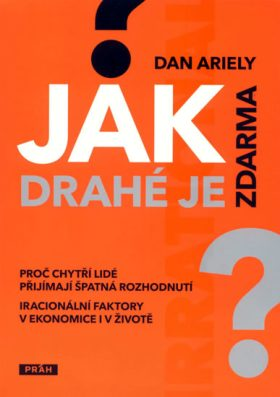 ?
DAN ARIELY
JAK
DRAHÉ JE
ZDARMA
?
PROČ CHYTŘÍ LIDÉ
PŘIJÍMAJÍ ŠPATNÁ ROZHODNUTÍ
IRACIONÁLNÍ FAKTORY
V EKONOMICE I V ŽIVOTĚ
PRÁH